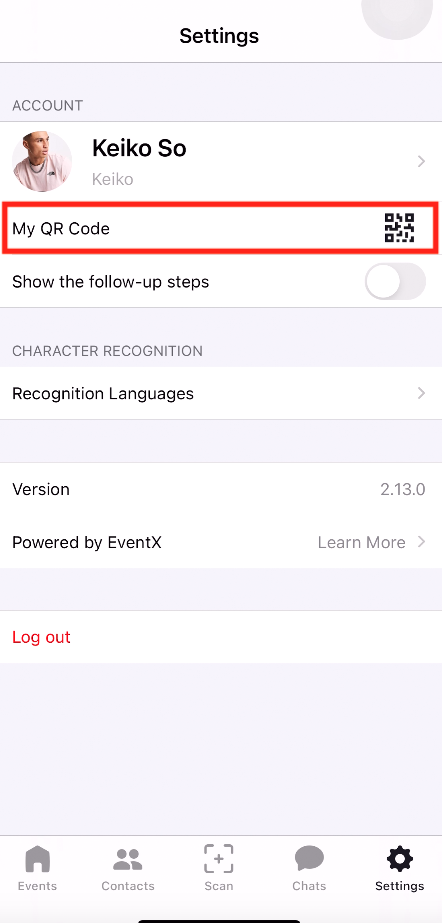 Settings
ACCOUNT
Keiko So
Keiko
My QR Code
Show the follow-up steps
CHARACTER RECOGNITION
Recognition Languages
Version 2.13.0
Powered by EventX Learn More
Log out
Events Contacts Scan Chats Settings